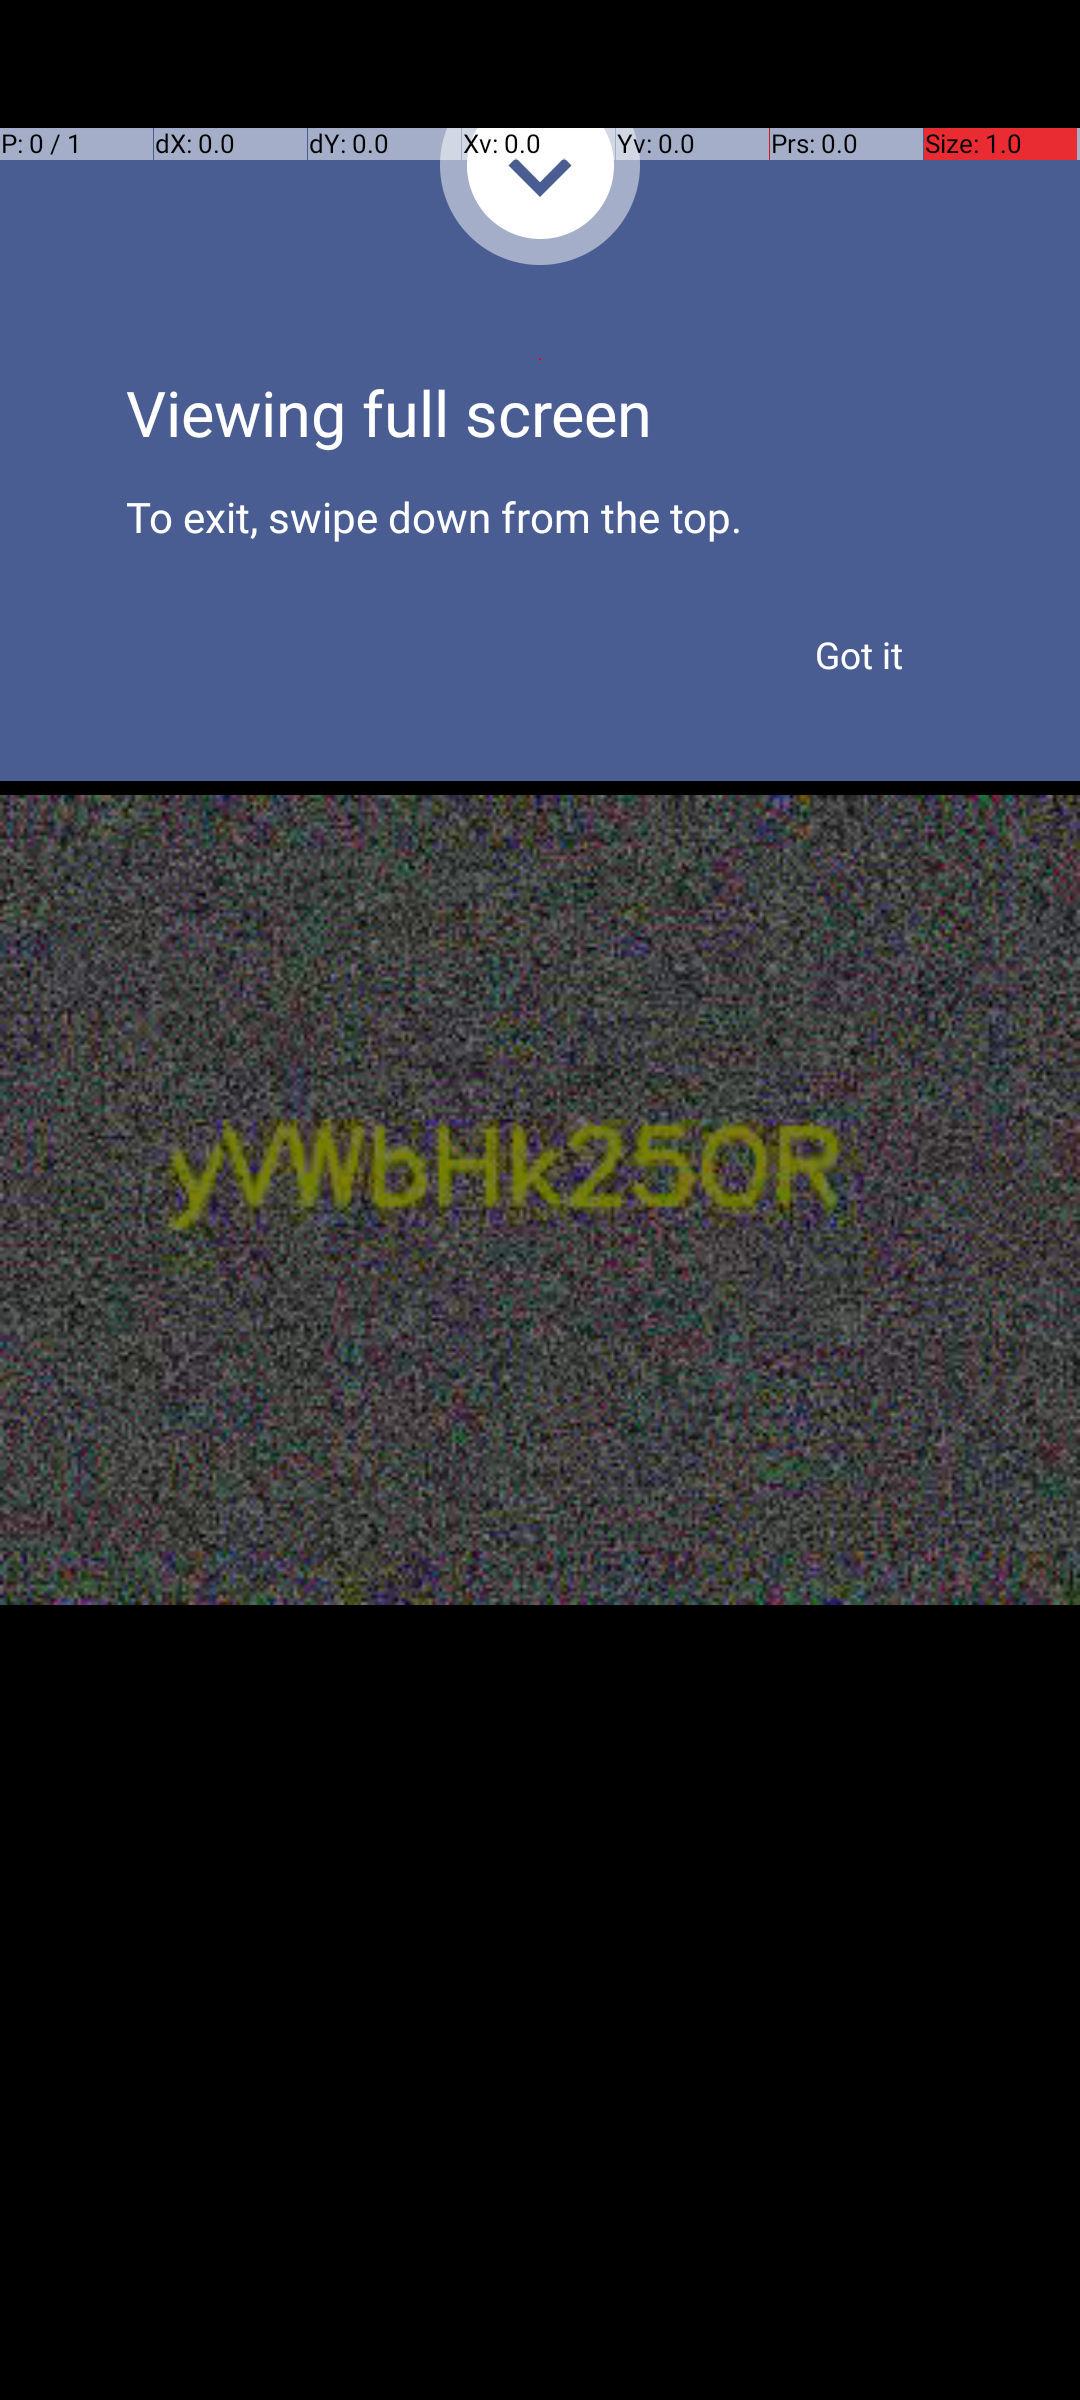 P: 0 / 1 dX: 0.0 dY: 0.0 Xv: 0.0 Yv: 0.0 Prs: 0.0 Size: 1.0
Viewing full screen
To exit, swipe down from the top.
Got it
yVWbHk25OR